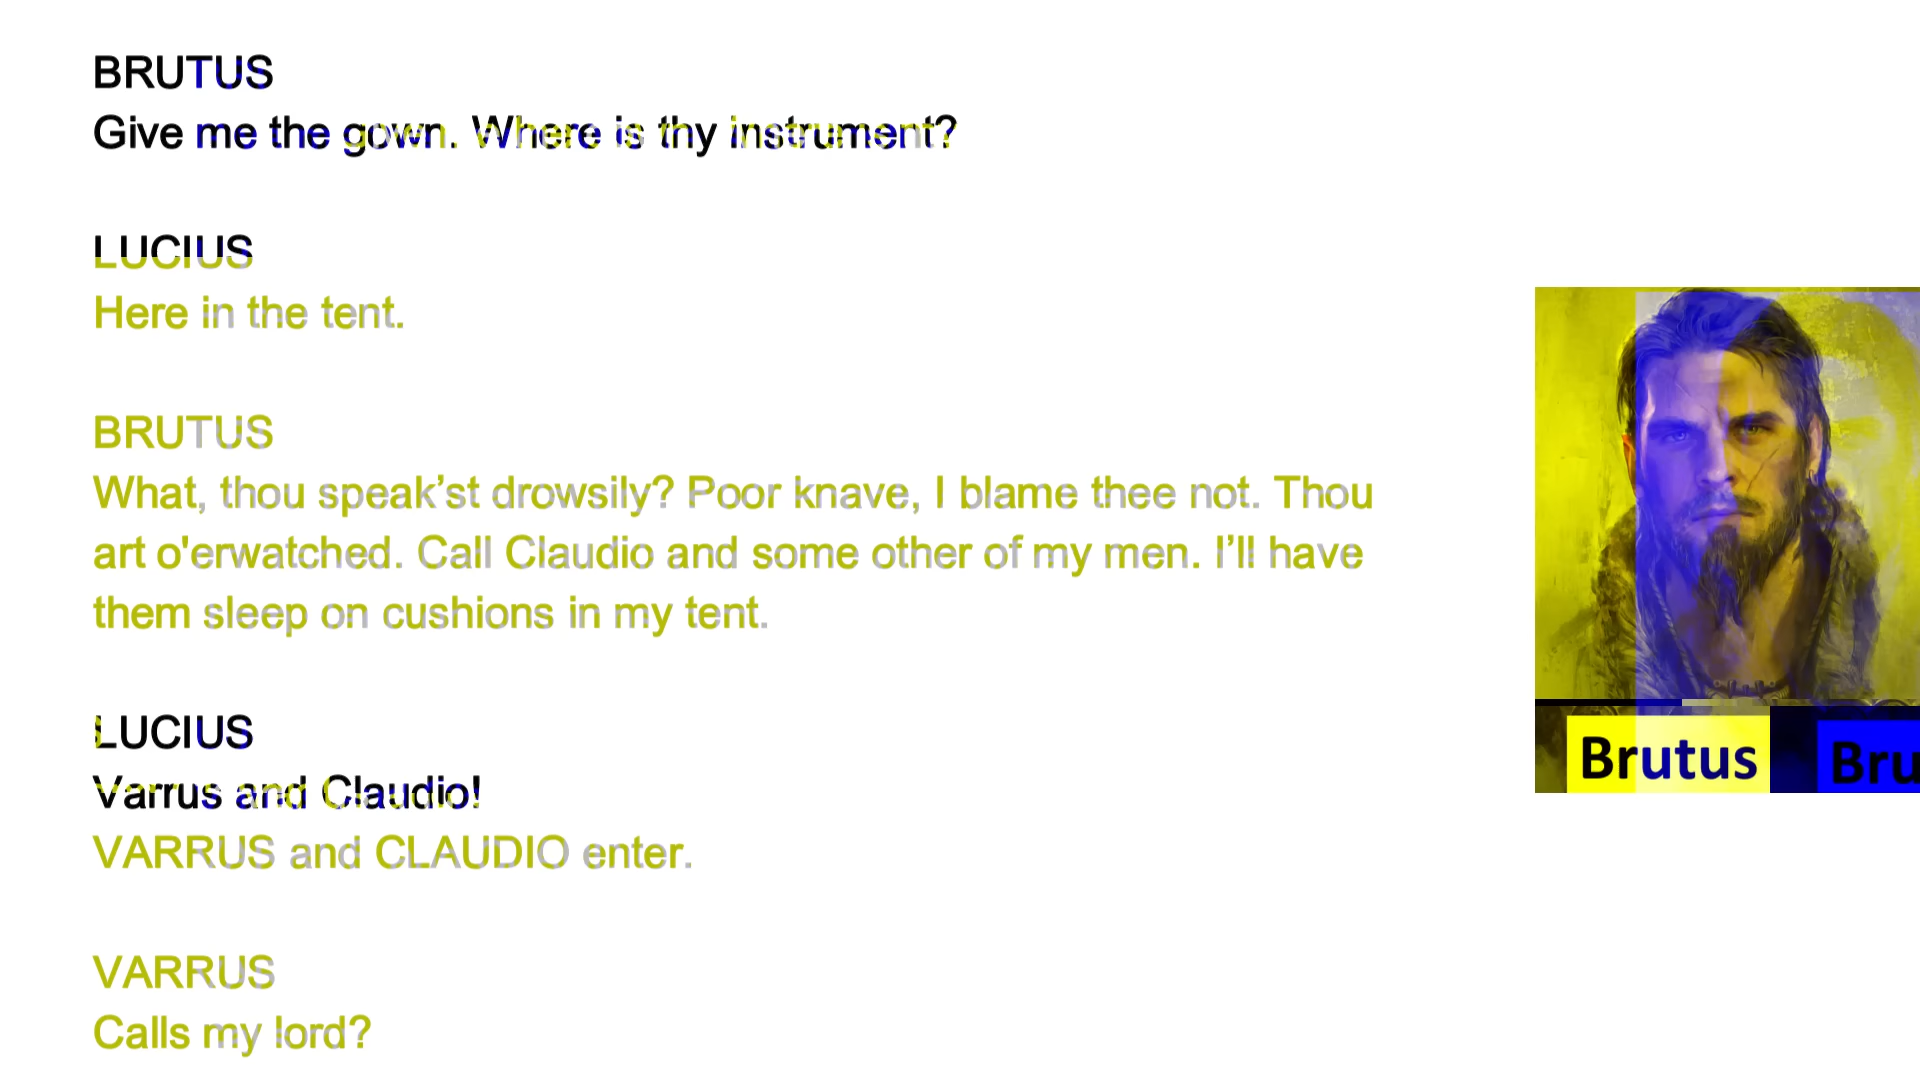 BRUTUS
Give me the gown. Where is thy instrument?
LUCIUS
Here in the tent.
BRUTUS
What, thou speak’st drowsily? Poor knave, I blame thee not. Thou
art o'erwatched. Call Claudio and some other of my men. I’ll have
them sleep on cushions in my tent.
LUCIUS
Varrus and Claudio!
VARRUS and CLAUDIO enter.
VARRUS
Calls my lord?
Brutus
Bru